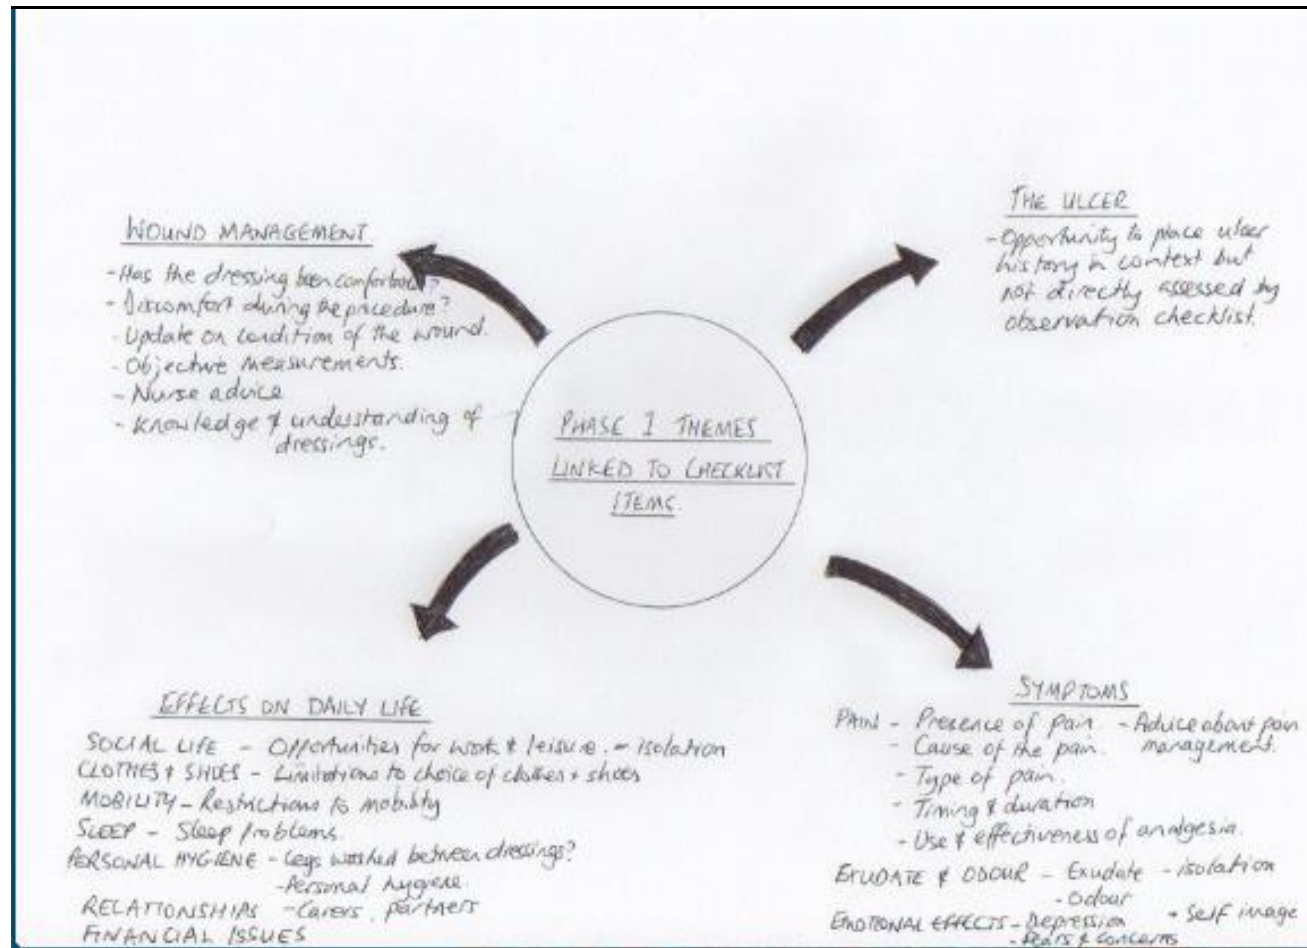 WOUND MANAGEMENT
- Has the dressing been comfortable?
- Discomfort during the procedure?
- Update on condition of the wound.
- Objective measurements.
- Nurse advice
- Knowledge & understanding of
dressings.
THE ULCER
- Opportunity to place ulcer
history in context but
not directly assessed by
observation checklist.
PHASE 1 THEMES
LINKED TO CHECKLIST
ITEMS.
EFFECTS ON DAILY LIFE
SOCIAL LIFE - Opportunities for work & leisure. - isolation
CLOTHES & SHOES - Limitations to choice of clothes + shoes
MOBILITY - Restrictions to mobility
SLEEP - Sleep problems.
PERSONAL HYGIENE - Legs washed between dressings?
- Personal hygiene.
RELATIONSHIPS - Carers, partners
FINANCIAL ISSUES
SYMPTOMS
PAIN - Presence of pain. - Advice about pain
- Cause of the pain. management.
- Type of pain.
- Timing & duration
- Use & effectiveness of analgesia.
EXUDATE & ODOUR - Exudate - isolation
- Odour
EMOTIONAL EFFECTS - Depression + Self image
- Fears & concerns